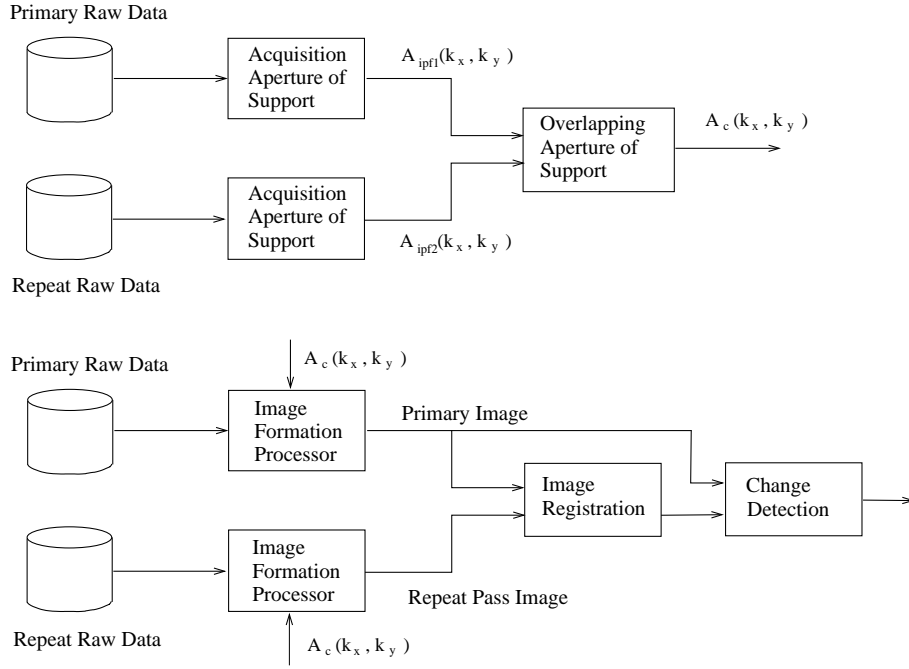 Primary Raw Data
Acquisition
Aperture of
Support
A ipf1 (k x , k y )
Overlapping
Aperture of
Support
A c (k x , k y )
Acquisition
Aperture of
Support
A ipf2 (k x , k y )
Repeat Raw Data
Primary Raw Data
A c (k x , k y )
Image
Formation
Processor
Primary Image
Image
Registration
Change
Detection
Image
Formation
Processor
Repeat Pass Image
Repeat Raw Data
A c (k x , k y )